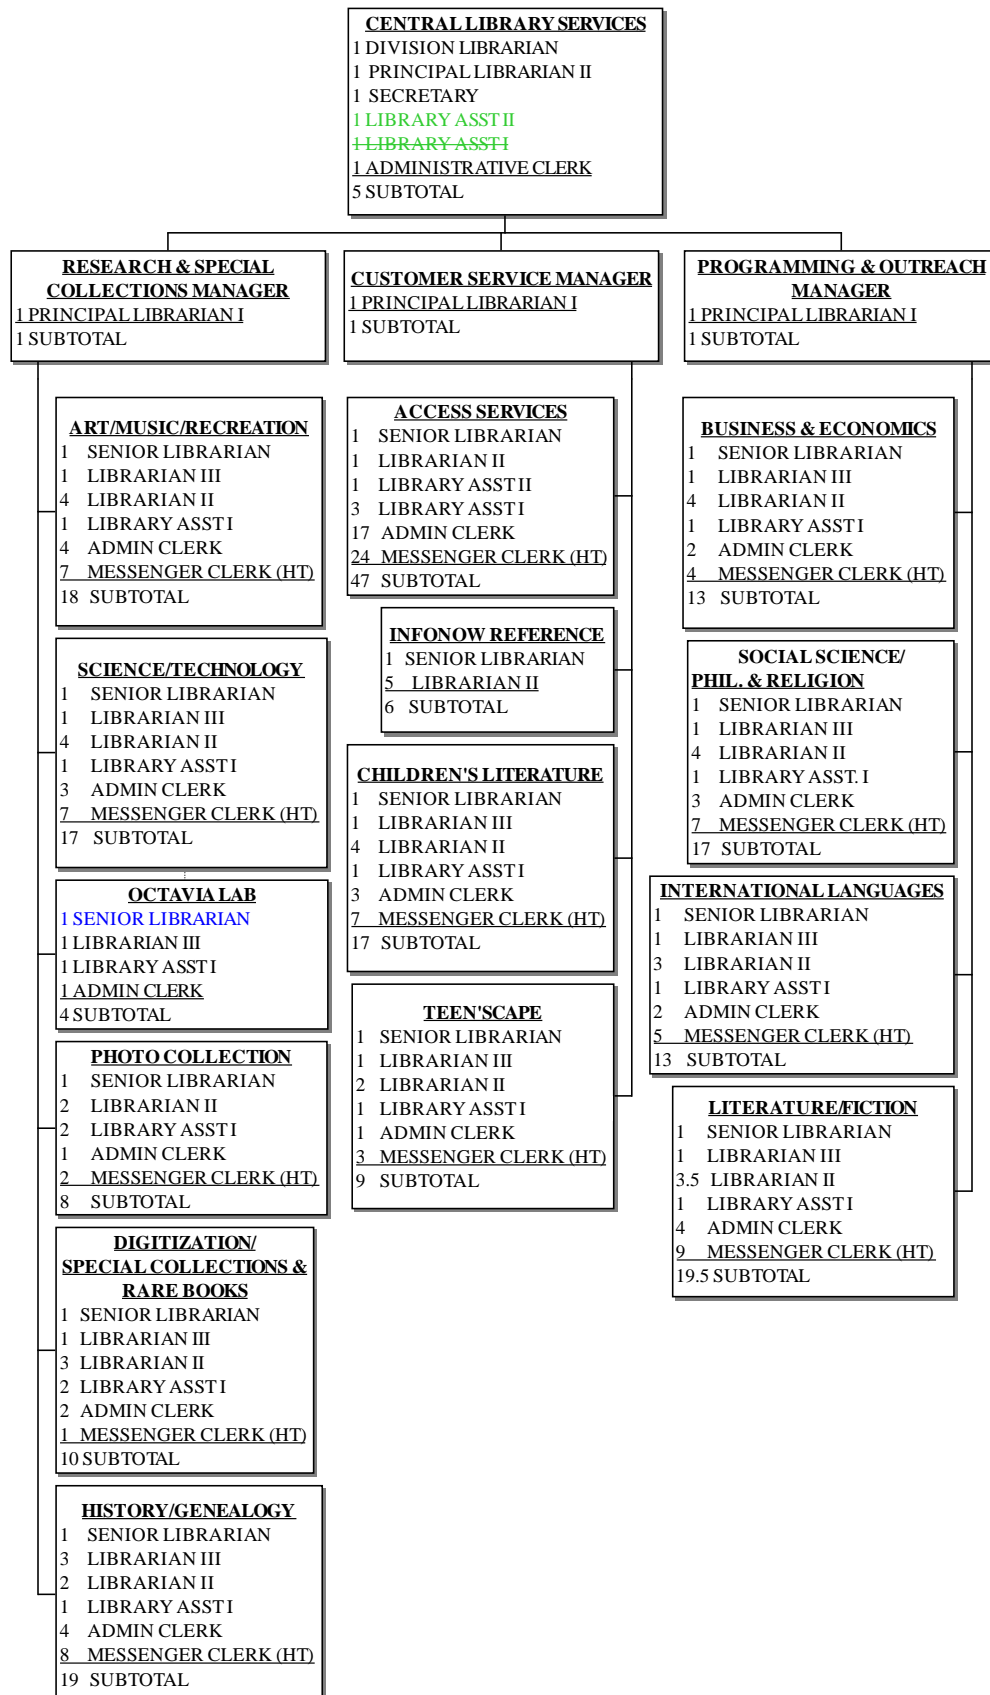 CENTRAL LIBRARY SERVICES
1 DIVISION LIBRARIAN
1 PRINCIPAL LIBRARIAN II
1 SECRETARY
1 LIBRARY ASST II
1 LIBRARY ASST I
1 ADMINISTRATIVE CLERK
5 SUBTOTAL
RESEARCH & SPECIAL
COLLECTIONS MANAGER
1 PRINCIPAL LIBRARIAN I
1 SUBTOTAL
CUSTOMER SERVICE MANAGER
1 PRINCIPAL LIBRARIAN I
1 SUBTOTAL
PROGRAMMING & OUTREACH
MANAGER
1 PRINCIPAL LIBRARIAN I
1 SUBTOTAL
ART/MUSIC/RECREATION
1 SENIOR LIBRARIAN
1 LIBRARIAN III
4 LIBRARIAN II
1 LIBRARY ASST I
4 ADMIN CLERK
7 MESSENGER CLERK (HT)
18 SUBTOTAL
SCIENCE/TECHNOLOGY
1 SENIOR LIBRARIAN
1 LIBRARIAN III
4 LIBRARIAN II
1 LIBRARY ASST I
3 ADMIN CLERK
7 MESSENGER CLERK (HT)
17 SUBTOTAL
OCTAVIA LAB
1 SENIOR LIBRARIAN
1 LIBRARIAN III
1 LIBRARY ASST I
1 ADMIN CLERK
4 SUBTOTAL
PHOTO COLLECTION
1 SENIOR LIBRARIAN
2 LIBRARIAN II
2 LIBRARY ASST I
1 ADMIN CLERK
2 MESSENGER CLERK (HT)
8 SUBTOTAL
DIGITIZATION/
SPECIAL COLLECTIONS &
RARE BOOKS
1 SENIOR LIBRARIAN
1 LIBRARIAN III
3 LIBRARIAN II
2 LIBRARY ASST I
2 ADMIN CLERK
1 MESSENGER CLERK (HT)
10 SUBTOTAL
HISTORY/GENEALOGY
1 SENIOR LIBRARIAN
3 LIBRARIAN III
2 LIBRARIAN II
1 LIBRARY ASST I
4 ADMIN CLERK
8 MESSENGER CLERK (HT)
19 SUBTOTAL
ACCESS SERVICES
1 SENIOR LIBRARIAN
1 LIBRARIAN II
1 LIBRARY ASST II
3 LIBRARY ASST I
17 ADMIN CLERK
24 MESSENGER CLERK (HT)
47 SUBTOTAL
INFONOW REFERENCE
1 SENIOR LIBRARIAN
5 LIBRARIAN II
6 SUBTOTAL
CHILDREN'S LITERATURE
1 SENIOR LIBRARIAN
1 LIBRARIAN III
4 LIBRARIAN II
1 LIBRARY ASST I
3 ADMIN CLERK
7 MESSENGER CLERK (HT)
17 SUBTOTAL
TEEN'SCAPE
1 SENIOR LIBRARIAN
1 LIBRARIAN III
2 LIBRARIAN II
1 LIBRARY ASST I
1 ADMIN CLERK
3 MESSENGER CLERK (HT)
9 SUBTOTAL
BUSINESS & ECONOMICS
1 SENIOR LIBRARIAN
1 LIBRARIAN III
4 LIBRARIAN II
1 LIBRARY ASST I
2 ADMIN CLERK
4 MESSENGER CLERK (HT)
13 SUBTOTAL
SOCIAL SCIENCE/
PHIL. & RELIGION
1 SENIOR LIBRARIAN
1 LIBRARIAN III
4 LIBRARIAN II
1 LIBRARY ASST. I
3 ADMIN CLERK
7 MESSENGER CLERK (HT)
17 SUBTOTAL
INTERNATIONAL LANGUAGES
1 SENIOR LIBRARIAN
1 LIBRARIAN III
3 LIBRARIAN II
1 LIBRARY ASST I
2 ADMIN CLERK
5 MESSENGER CLERK (HT)
13 SUBTOTAL
LITERATURE/FICTION
1 SENIOR LIBRARIAN
1 LIBRARIAN III
3.5 LIBRARIAN II
1 LIBRARY ASST I
4 ADMIN CLERK
9 MESSENGER CLERK (HT)
19.5 SUBTOTAL